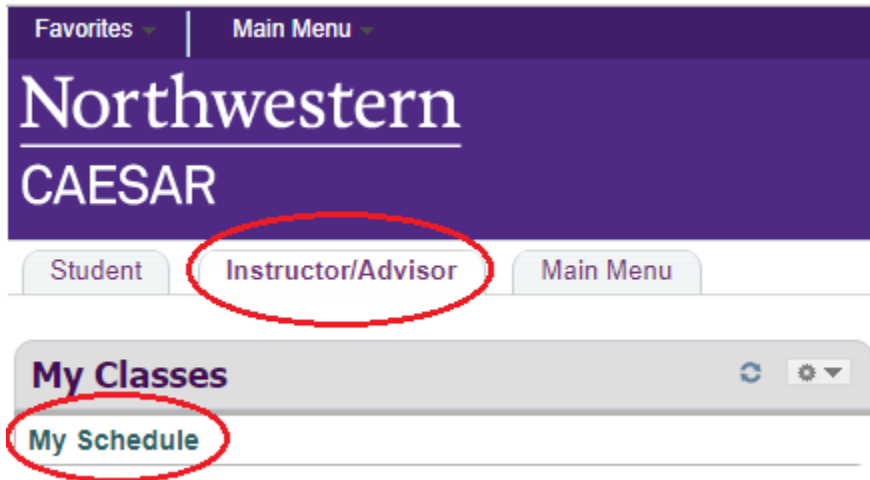 Favorites Main Menu
Northwestern
CAESAR
Student Instructor/Advisor Main Menu
My Classes
My Schedule